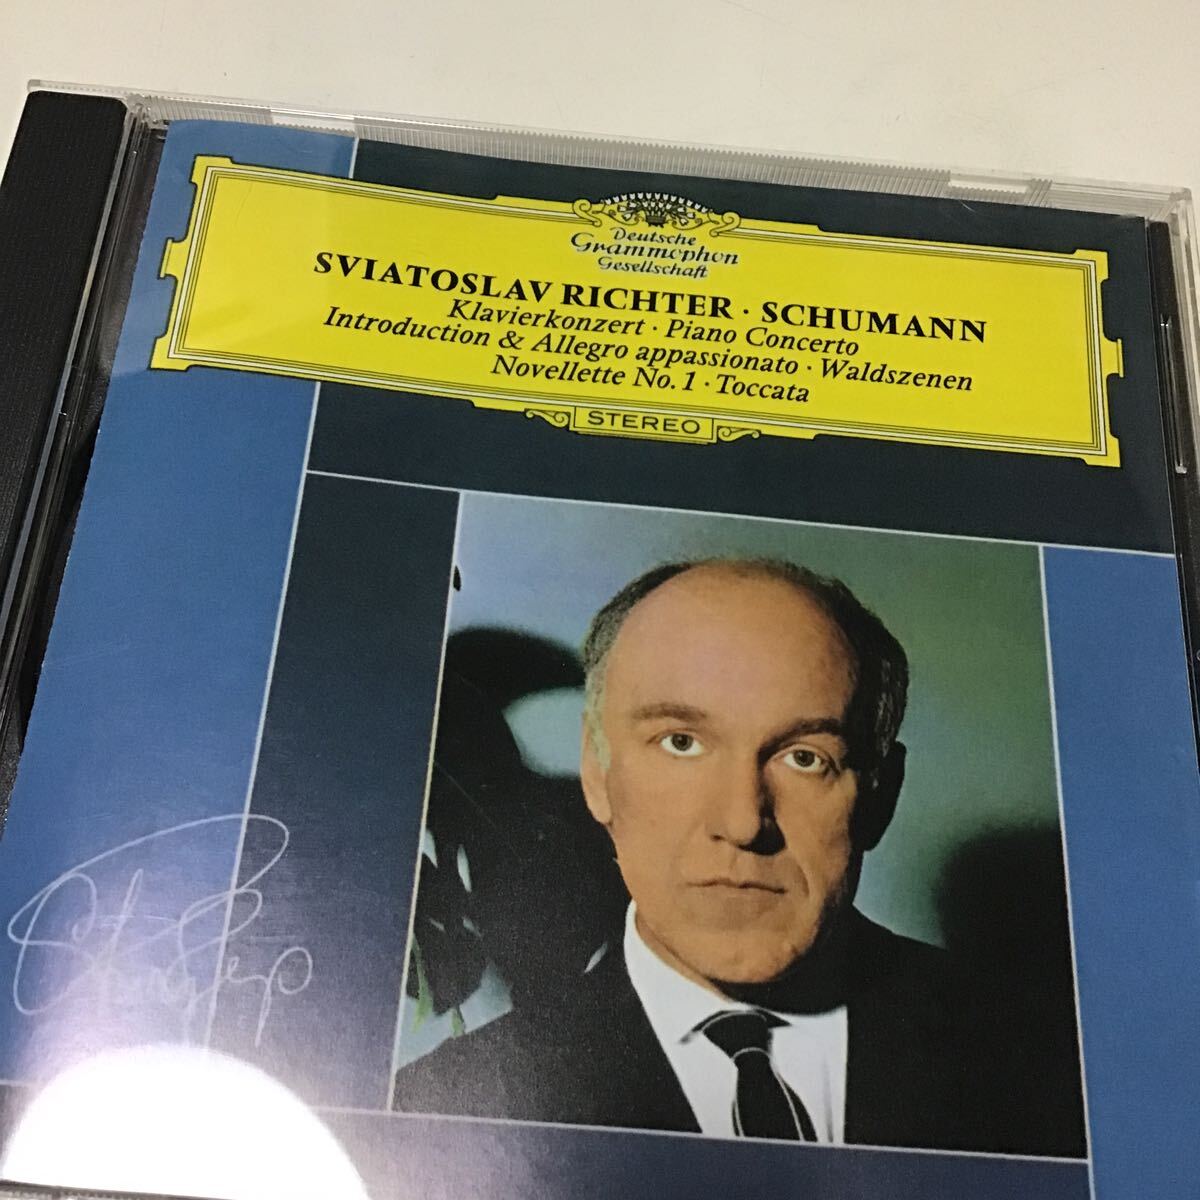 Deutsche
Grammophon
Gesellschaft
SVIATOSLAV RICHTER · SCHUMANN
Klavierkonzert · Piano Concerto
Introduction & Allegro appassionato · Waldszenen
Novellette No. 1 · Toccata
STEREO